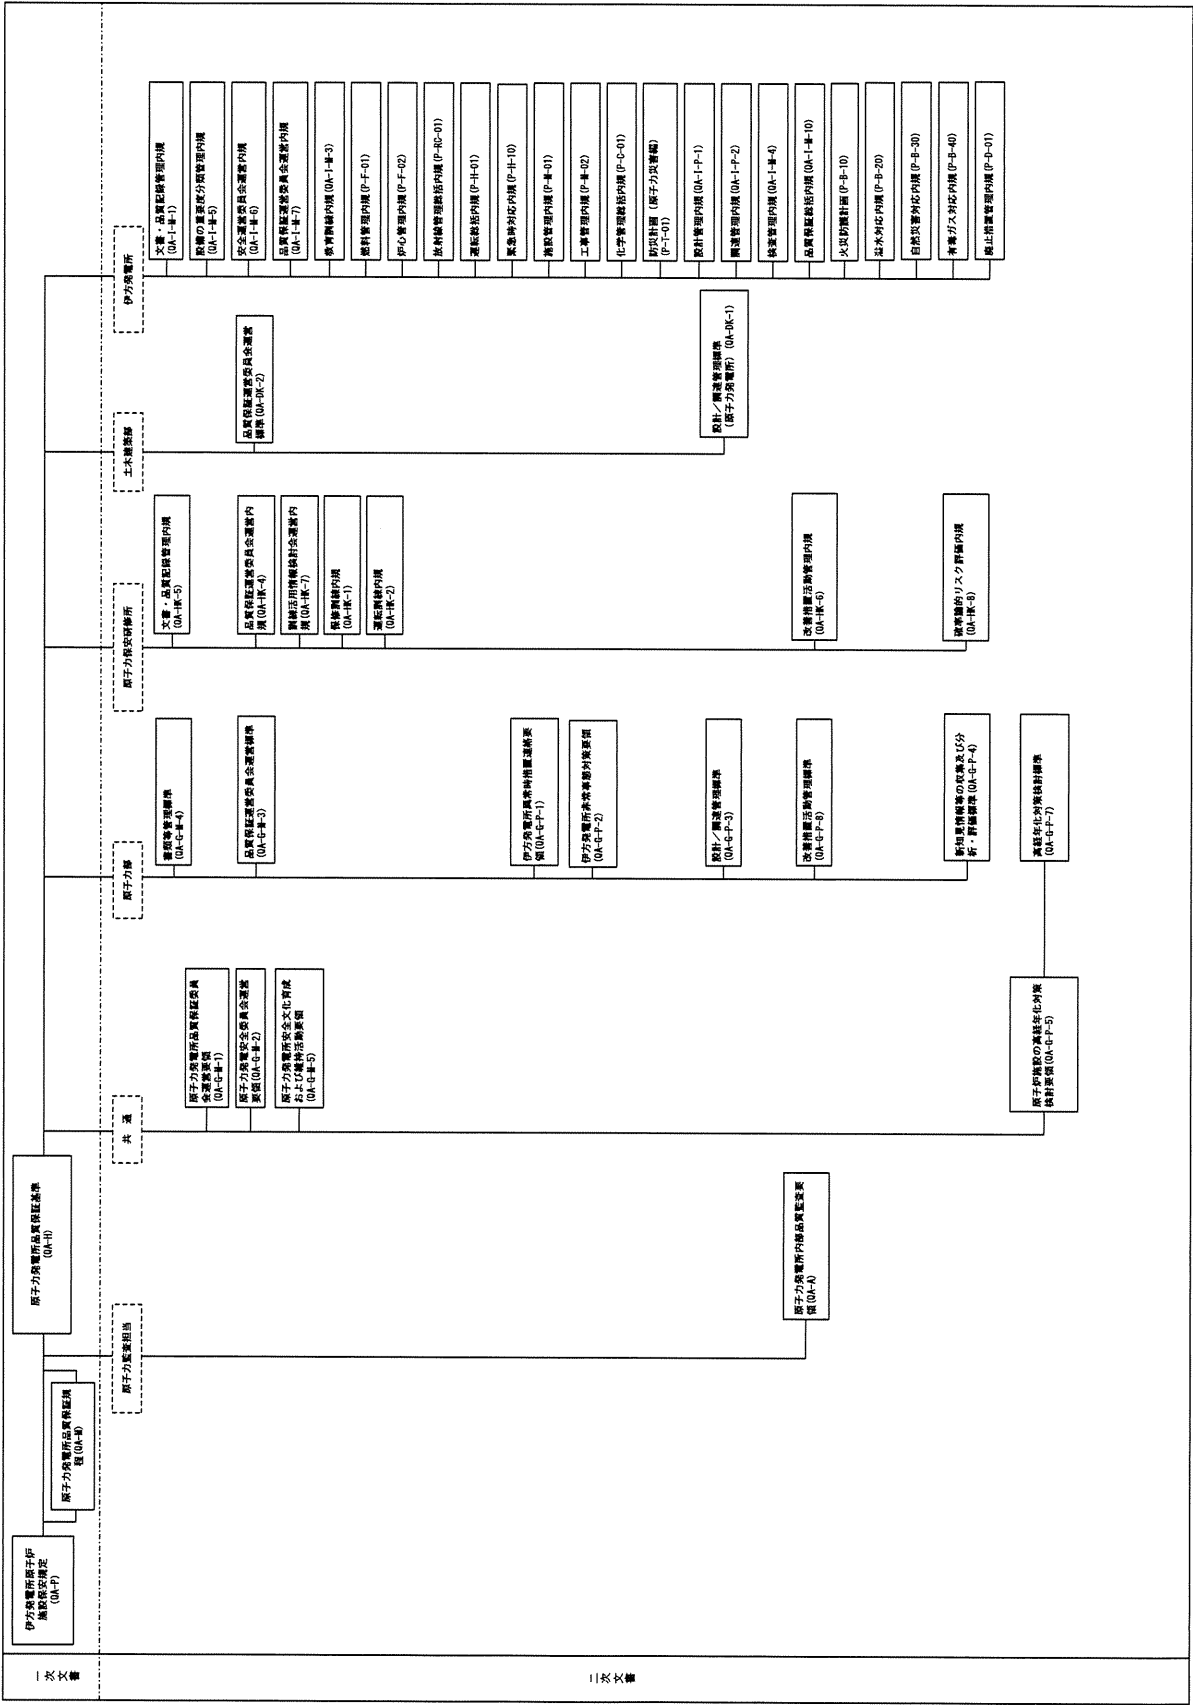 一次文書
伊方発電所原子炉
施設保安規定
(QA-P)
原子力発電所品質保証規
程(QA-M)
原子力発電所品質保証基準
(QA-H)
二次文書
原子力監査担当
原子力発電所内部品質監査要
領(QA-A)
共 通
原子力発電所品質保証委員
会運営要領
(QA-G-M-1)
原子力発電安全委員会運営
要領(QA-G-M-2)
原子力発電所安全文化育成
および維持活動要領
(QA-G-M-5)
原子炉施設の高経年化対策
検討要領(QA-G-P-5)
原子力部
書類等管理標準
(QA-G-M-4)
品質保証運営委員会運営標準
(QA-G-M-3)
伊方発電所異常時措置連絡要
領(QA-G-P-1)
伊方発電所非常事態対策要領
(QA-G-P-2)
設計/調達管理標準
(QA-G-P-3)
改善措置活動管理標準
(QA-G-P-8)
新知見情報等の収集及び分
析・評価標準(QA-G-P-4)
高経年化対策検討標準
(QA-G-P-7)
原子力保安研修所
文書・品質記録管理内規
(QA-HK-5)
品質保証運営委員会運営内
規(QA-HK-4)
訓練活用情報検討会運営内
規(QA-HK-7)
保修訓練内規
(QA-HK-1)
運転訓練内規
(QA-HK-2)
改善措置活動管理内規
(QA-HK-6)
確率論的リスク評価内規
(QA-HK-8)
土木建築部
品質保証運営委員会運営
標準(QA-DK-2)
設計/調達管理標準
(原子力発電所)(QA-DK-1)
伊方発電所
文書・品質記録管理内規
(QA-I-M-1)
設備の重要度分類管理内規
(QA-I-M-5)
安全運営委員会運営内規
(QA-I-M-6)
品質保証運営委員会運営内規
(QA-I-M-7)
教育訓練内規(QA-I-M-3)
燃料管理内規(P-F-01)
炉心管理内規(P-F-02)
放射線管理総括内規(P-RC-01)
運転総括内規(P-H-01)
緊急時対応内規(P-H-10)
施設管理内規(P-M-01)
工事管理内規(P-M-02)
化学管理総括内規(P-C-01)
防災計画(原子力災害編)
(P-T-01)
設計管理内規(QA-I-P-1)
調達管理内規(QA-I-P-2)
検査管理内規(QA-I-M-4)
品質保証総括内規(QA-I-M-10)
火災防護計画(P-B-10)
溢水対応内規(P-B-20)
自然災害対応内規(P-B-30)
有毒ガス対応内規(P-B-40)
廃止措置管理内規(P-D-01)